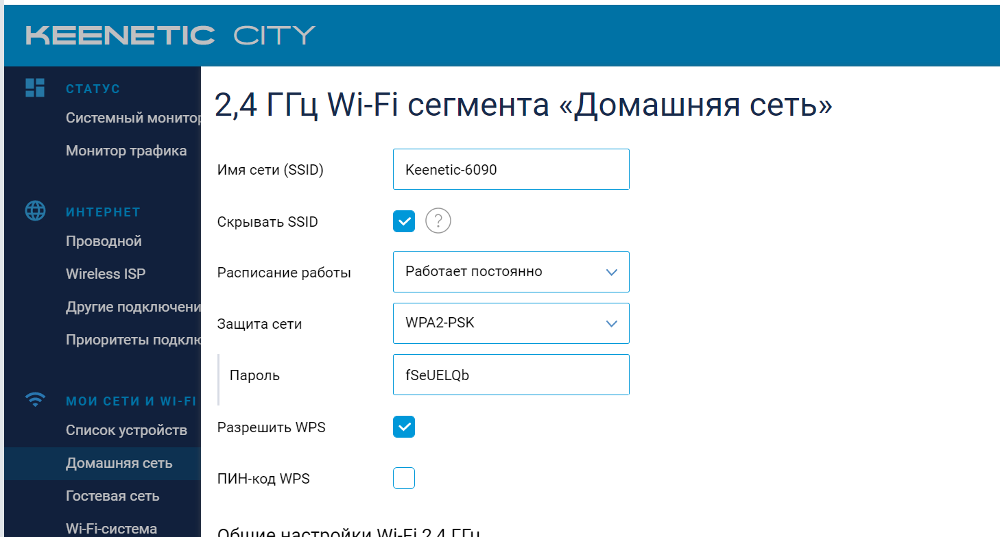 KEENETIC CITY
СТАТУС
Системный монитор
Монитор трафика
ИНТЕРНЕТ
Проводной
Wireless ISP
Другие подключени
Приоритеты подклю
МОИ СЕТИ И WI-FI
Список устройств
Домашняя сеть
Гостевая сеть
Wi-Fi-система
2,4 ГГц Wi-Fi сегмента «Домашняя сеть»
Имя сети (SSID)
Keenetic-6090
Скрывать SSID
?
Расписание работы
Работает постоянно
Защита сети
WPA2-PSK
Пароль
fSeUELQb
Разрешить WPS
ПИН-код WPS
Общие настройки Wi-Fi 2,4 ГГц